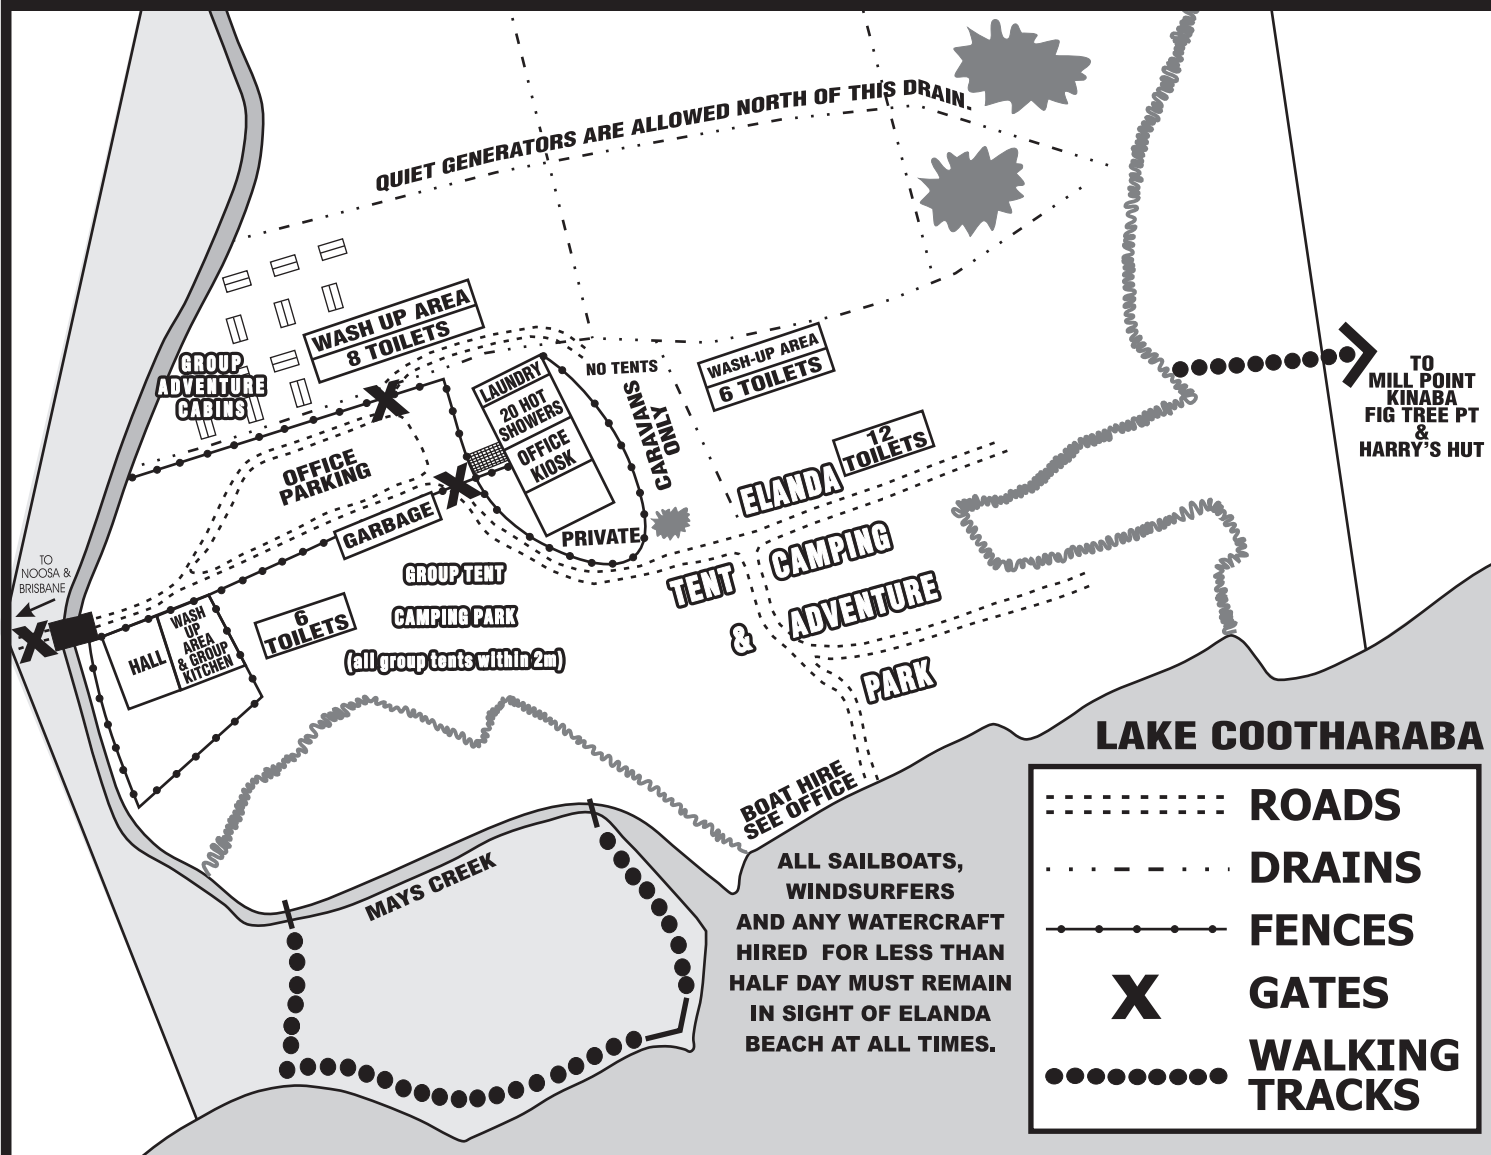 QUIET GENERATORS ARE ALLOWED NORTH OF THIS DRAIN.
WASH UP AREA
8 TOILETS
GROUP
ADVENTURE
CABINS
LAUNDRY
20 HOT
SHOWERS
OFFICE
KIOSK
NO TENTS
CARAVANS
ONLY
WASH-UP AREA
6 TOILETS
12
TOILETS
TO
MILL POINT
KINABA
FIG TREE PT
&
HARRY'S HUT
OFFICE
PARKING
GARBAGE
PRIVATE
ELANDA
CAMPING
TENT
&
ADVENTURE
PARK
TO
NOOSA &
BRISBANE
X
X
X
GROUP TENT
CAMPING PARK
(all group tents within 2m)
6
TOILETS
HALL
WASH
UP
AREA
& GROUP
KITCHEN
BOAT HIRE
SEE OFFICE
MAYS CREEK
ALL SAILBOATS,
WINDSURFERS
AND ANY WATERCRAFT
HIRED FOR LESS THAN
HALF DAY MUST REMAIN
IN SIGHT OF ELANDA
BEACH AT ALL TIMES.
LAKE COOTHARABA
ROADS
DRAINS
FENCES
X GATES
WALKING
TRACKS